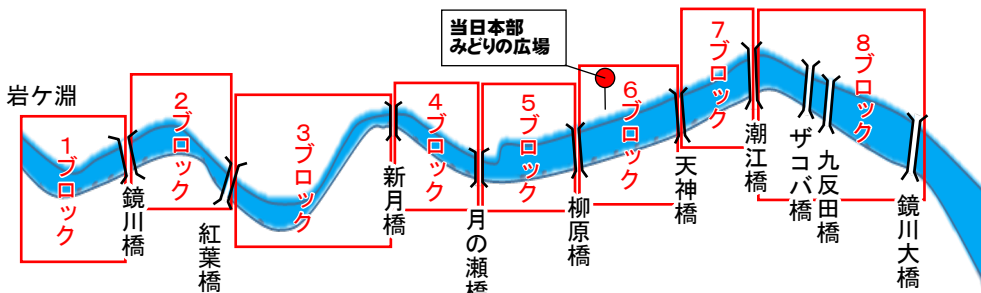 当日本部
みどりの広場
岩ケ淵
1ブロック
鏡川橋
2ブロック
紅葉橋
3ブロック
新月橋
4ブロック
月の瀬橋
5ブロック
柳原橋
6ブロック
天神橋
7ブロック
潮江橋
8ブロック
ザコバ橋
九反田橋
鏡川大橋